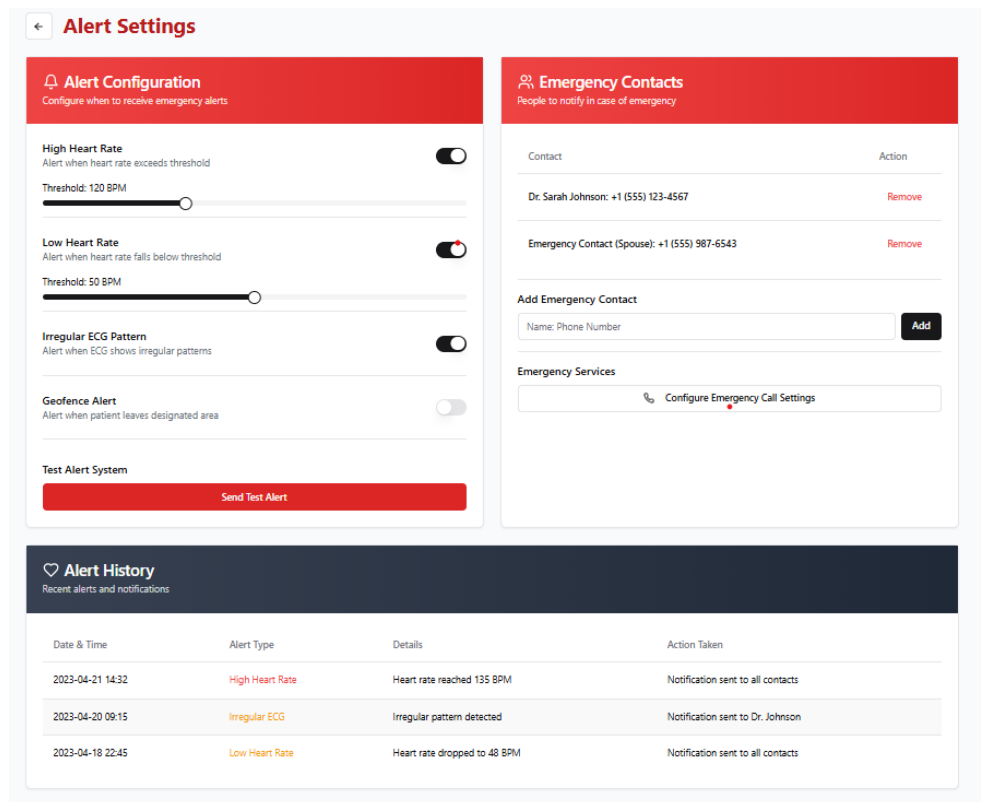 Alert Settings
Alert Configuration
Configure when to receive emergency alerts
High Heart Rate
Alert when heart rate exceeds threshold
Threshold: 120 BPM
Low Heart Rate
Alert when heart rate falls below threshold
Threshold: 50 BPM
Irregular ECG Pattern
Alert when ECG shows irregular patterns
Geofence Alert
Alert when patient leaves designated area
Test Alert System
Send Test Alert
Emergency Contacts
People to notify in case of emergency
Contact Action
Dr. Sarah Johnson: +1 (555) 123-4567 Remove
Emergency Contact (Spouse): +1 (555) 987-6543 Remove
Add Emergency Contact
Name: Phone Number Add
Emergency Services
Configure Emergency Call Settings
Alert History
Recent alerts and notifications
Date & Time Alert Type Details Action Taken
2023-04-21 14:32 High Heart Rate Heart rate reached 135 BPM Notification sent to all contacts
2023-04-20 09:15 Irregular ECG Irregular pattern detected Notification sent to Dr. Johnson
2023-04-18 22:45 Low Heart Rate Heart rate dropped to 48 BPM Notification sent to all contacts